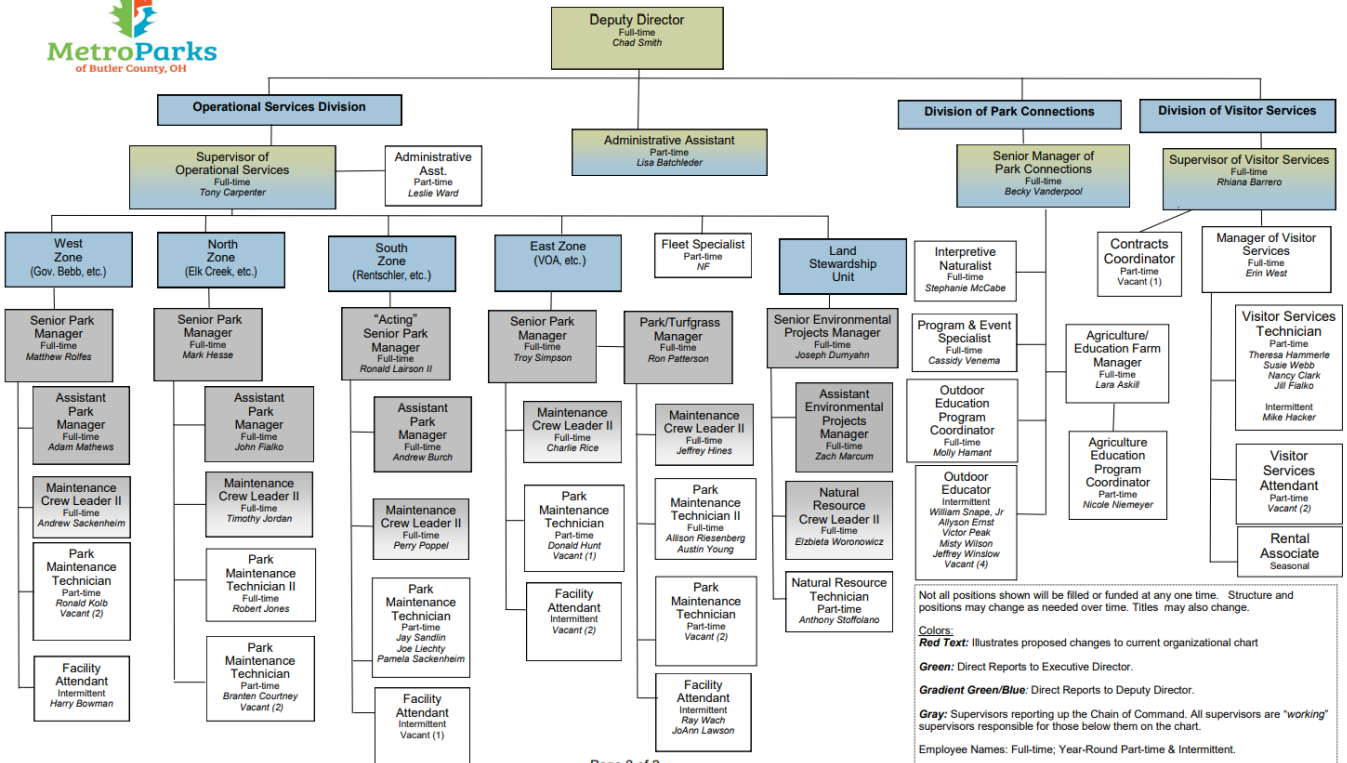 MetroParks
of Butler County, OH
Deputy Director
Full-time
Chad Smith
Operational Services Division
Division of Park Connections
Division of Visitor Services
Administrative Assistant
Part-time
Lisa Batchleder
Supervisor of
Operational Services
Full-time
Tony Carpenter
Administrative
Asst.
Part-time
Leslie Ward
Senior Manager of
Park Connections
Full-time
Becky Vanderpool
Supervisor of Visitor Services
Full-time
Rhiana Barrero
West
Zone
(Gov. Bebb, etc.)
North
Zone
(Elk Creek, etc.)
South
Zone
(Rentschler, etc.)
East Zone
(VOA, etc.)
Fleet Specialist
Part-time
NF
Land
Stewardship
Unit
Interpretive
Naturalist
Full-time
Stephanie McCabe
Contracts
Coordinator
Part-time
Vacant (1)
Manager of Visitor
Services
Full-time
Erin West
Senior Park
Manager
Full-time
Matthew Rolfes
Senior Park
Manager
Full-time
Mark Hesse
"Acting"
Senior Park
Manager
Full-time
Ronald Lairson II
Senior Park
Manager
Full-time
Troy Simpson
Park/Turfgrass
Manager
Full-time
Ron Patterson
Senior Environmental
Projects Manager
Full-time
Joseph Dumyahn
Program & Event
Specialist
Full-time
Cassidy Venema
Agriculture/
Education Farm
Manager
Full-time
Lara Askill
Visitor Services
Technician
Part-time
Theresa Hammerle
Susie Webb
Nancy Clark
Jill Fialko
Intermittent
Mike Hacker
Assistant
Park
Manager
Full-time
Adam Mathews
Assistant
Park
Manager
Full-time
John Fialko
Assistant
Park
Manager
Full-time
Andrew Burch
Maintenance
Crew Leader II
Full-time
Charlie Rice
Maintenance
Crew Leader II
Full-time
Jeffrey Hines
Assistant
Environmental
Projects
Manager
Full-time
Zach Marcum
Outdoor
Education
Program
Coordinator
Full-time
Molly Hamant
Agriculture
Education
Program
Coordinator
Part-time
Nicole Niemeyer
Visitor
Services
Attendant
Part-time
Vacant (2)
Maintenance
Crew Leader II
Full-time
Andrew Sackenheim
Maintenance
Crew Leader II
Full-time
Timothy Jordan
Maintenance
Crew Leader II
Full-time
Perry Poppel
Park
Maintenance
Technician
Part-time
Donald Hunt
Vacant (1)
Park
Maintenance
Technician II
Full-time
Allison Riesenberg
Austin Young
Natural
Resource
Crew Leader II
Full-time
Elzbieta Woronowicz
Outdoor
Educator
Intermittent
William Snape, Jr
Allyson Ernst
Victor Peak
Misty Wilson
Jeffrey Winslow
Vacant (4)
Rental
Associate
Seasonal
Park
Maintenance
Technician
Part-time
Ronald Kolb
Vacant (2)
Park
Maintenance
Technician II
Full-time
Robert Jones
Park
Maintenance
Technician
Part-time
Jay Sandlin
Joe Liechty
Pamela Sackenheim
Facility
Attendant
Intermittent
Vacant (2)
Park
Maintenance
Technician
Part-time
Vacant (2)
Natural Resource
Technician
Part-time
Anthony Stoffolano
Facility
Attendant
Intermittent
Harry Bowman
Park
Maintenance
Technician
Part-time
Branten Courtney
Vacant (2)
Facility
Attendant
Intermittent
Vacant (1)
Facility
Attendant
Intermittent
Ray Wach
JoAnn Lawson
Not all positions shown will be filled or funded at any one time. Structure and
positions may change as needed over time. Titles may also change.
Colors:
Red Text: Illustrates proposed changes to current organizational chart
Green: Direct Reports to Executive Director.
Gradient Green/Blue: Direct Reports to Deputy Director.
Gray: Supervisors reporting up the Chain of Command. All supervisors are "working"
supervisors responsible for those below them on the chart.
Employee Names: Full-time; Year-Round Part-time & Intermittent.